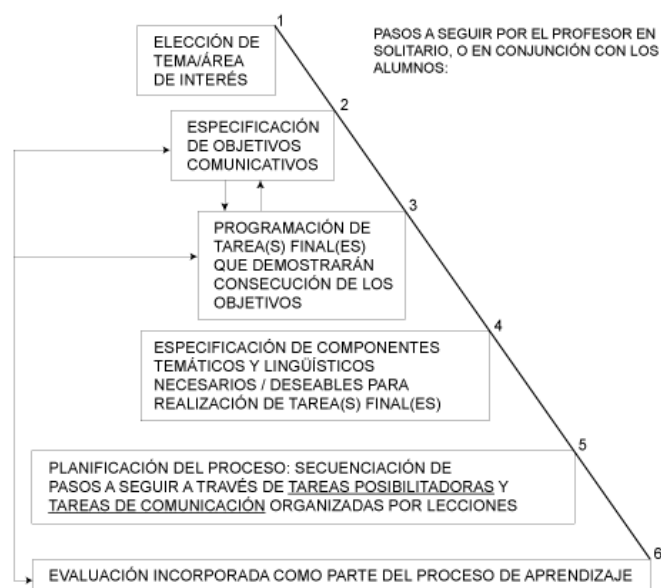 1
ELECCIÓN DE
TEMA/ÁREA
DE INTERÉS
PASOS A SEGUIR POR EL PROFESOR EN
SOLITARIO, O EN CONJUNCIÓN CON LOS
ALUMNOS:
2
ESPECIFICACIÓN
DE OBJETIVOS
COMUNICATIVOS
3
PROGRAMACIÓN DE
TAREA(S) FINAL(ES)
QUE DEMOSTRARÁN
CONSECUCIÓN DE LOS
OBJETIVOS
4
ESPECIFICACIÓN DE COMPONENTES
TEMÁTICOS Y LINGÜÍSTICOS
NECESARIOS / DESEABLES PARA
REALIZACIÓN DE TAREA(S) FINAL(ES)
5
PLANIFICACIÓN DEL PROCESO: SECUENCIACIÓN DE
PASOS A SEGUIR A TRAVÉS DE TAREAS POSIBILITADORAS Y
TAREAS DE COMUNICACIÓN ORGANIZADAS POR LECCIONES
6
EVALUACIÓN INCORPORADA COMO PARTE DEL PROCESO DE APRENDIZAJE